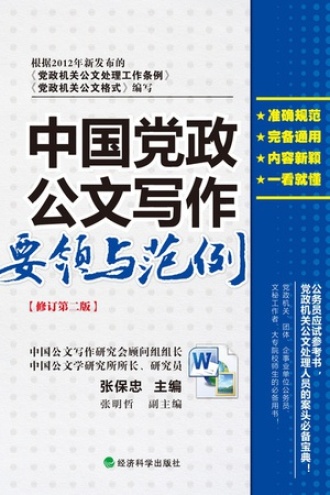 根据2012年新发布的
《党政机关公文处理工作条例》
《党政机关公文格式》编写
中国党政
公文写作
要领与范例
【修订第二版】
中国公文写作研究会顾问组组长
中国公文学研究所所长、研究员
张保忠 主编
张明哲 副主编
经济科学出版社
★准确规范
★完备通用
★内容新颖
★一看就懂
公务员应试参考书，
党政机关公文处理人员的案头必备宝典！
党政机关、团体、企事业单位公务员、
文秘工作者、大专院校师生的必备用书！
W